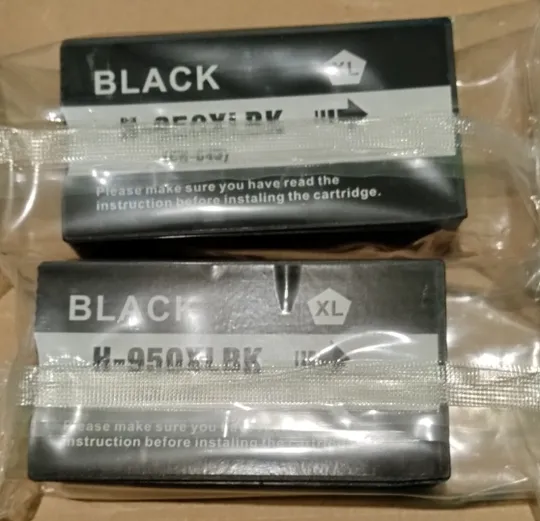 BLACK
XL
H-950XLBK
Please make sure you have read the
instruction before instaling the cartridge.
BLACK
XL
H-950XLBK
Please make sure you
instruction before instaling the cartridge